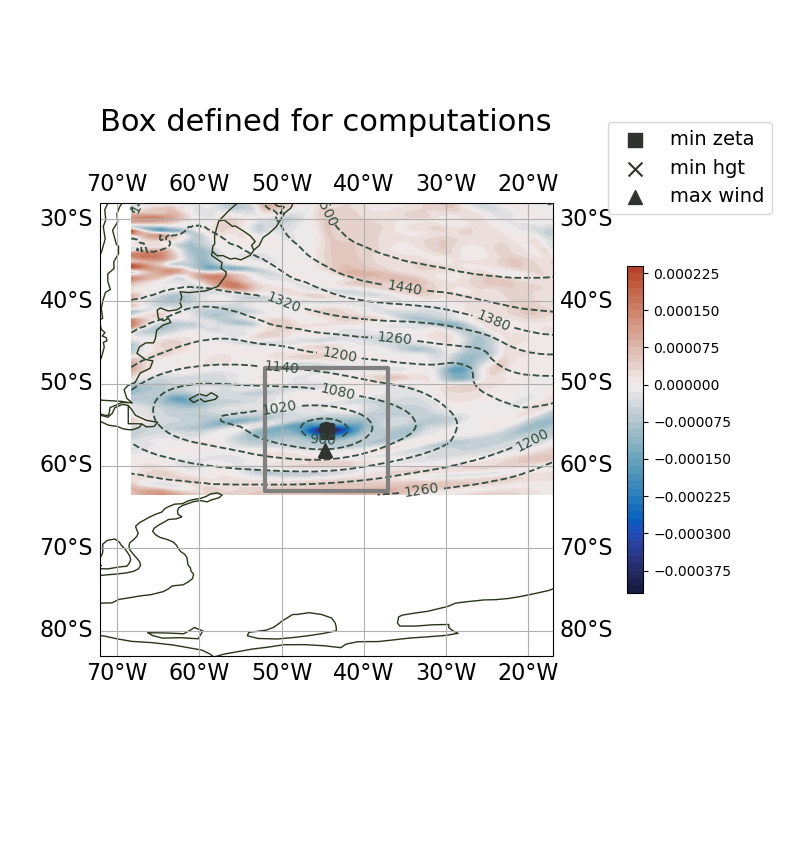 Box defined for computations
min zeta
min hgt
max wind
70°W 60°W 50°W 40°W 30°W 20°W
30°S 30°S
40°S 40°S
50°S 50°S
60°S 60°S
70°S 70°S
80°S 80°S
70°W 60°W 50°W 40°W 30°W 20°W
1440
1320
1380
1260
1200
1140
1080
1020
1200
1260
0.000225
0.000150
0.000075
0.000000
−0.000075
−0.000150
−0.000225
−0.000300
−0.000375